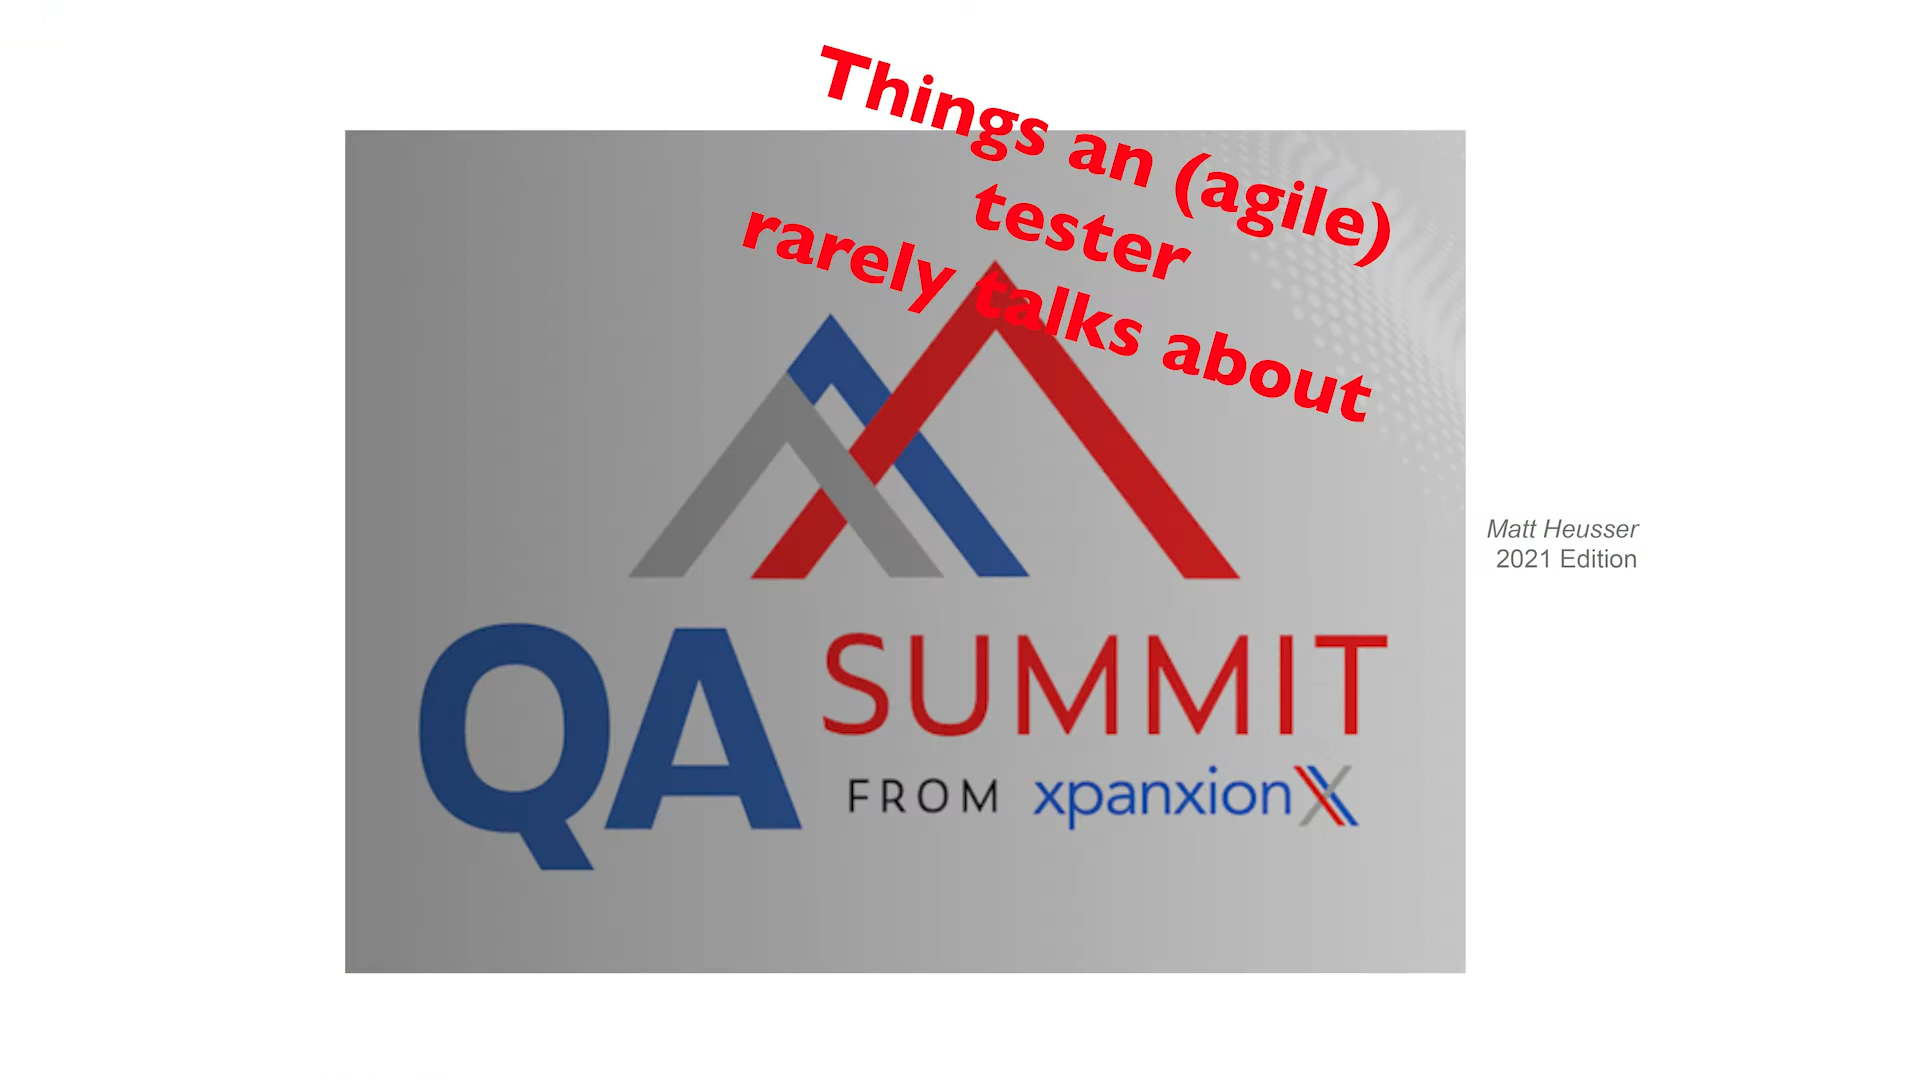 Things an (agile)
tester
rarely talks about
Matt Heusser
2021 Edition
QA SUMMIT
FROM xpanxion